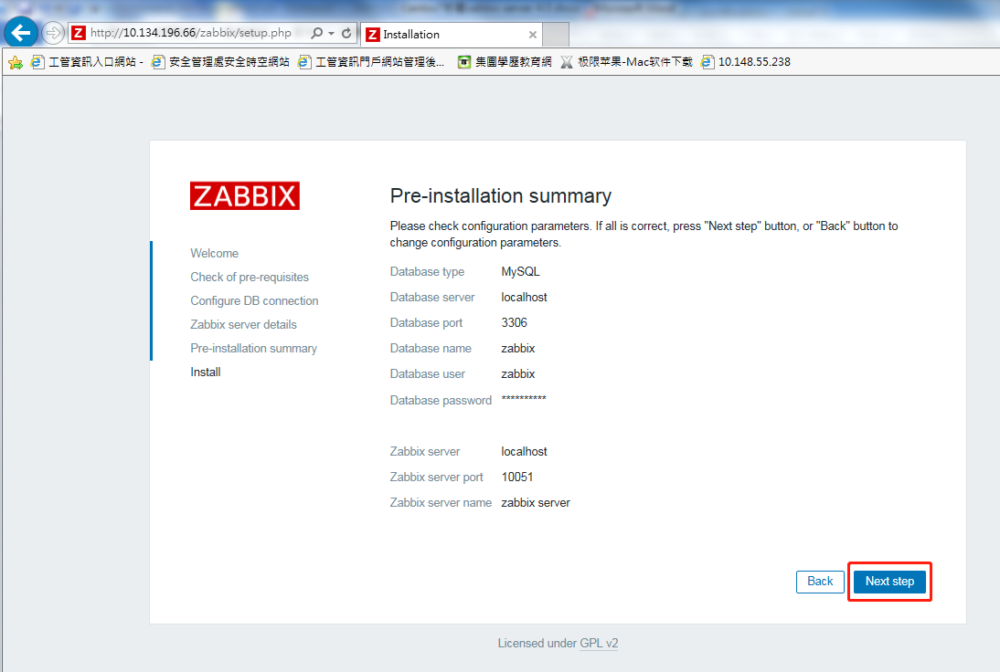 http://10.134.196.66/zabbix/setup.php
Installation
工管資訊入口網站 -
安全管理處安全時空網站
工管資訊門戶網站管理後...
集團學歷教育網
极限苹果-Mac软件下载
10.148.55.238
ZABBIX
Welcome
Check of pre-requisites
Configure DB connection
Zabbix server details
Pre-installation summary
Install
Pre-installation summary
Please check configuration parameters. If all is correct, press "Next step" button, or "Back" button to
change configuration parameters.
Database type MySQL
Database server localhost
Database port 3306
Database name zabbix
Database user zabbix
Database password **********
Zabbix server localhost
Zabbix server port 10051
Zabbix server name zabbix server
Back
Next step
Licensed under GPL v2